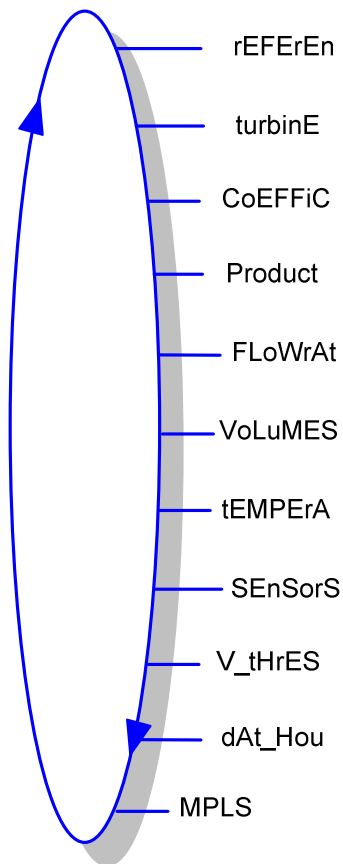 rEFErEn
turbinE
CoEFFiC
Product
FLoWrAt
VoLuMES
tEMPErA
SEnSorS
V_tHrES
dAt_Hou
MPLS